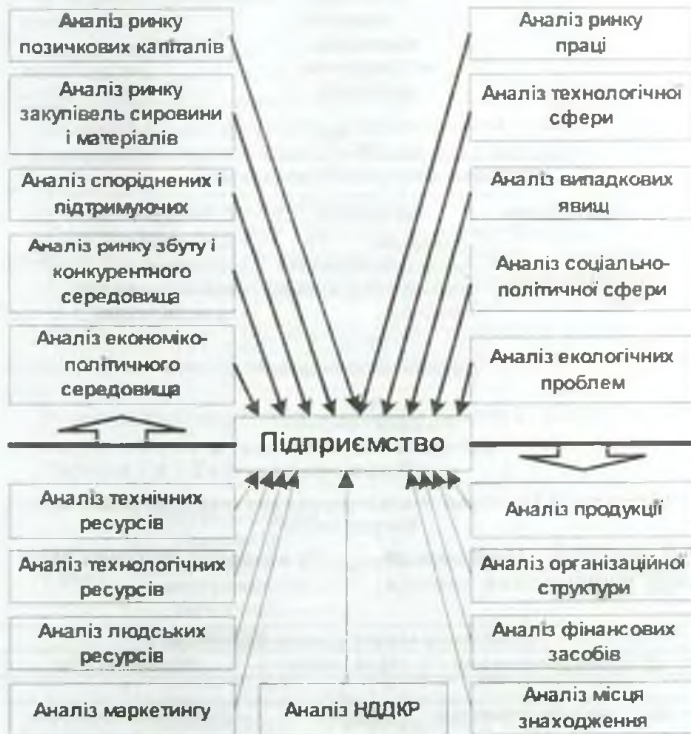 Аналіз ринку
позичкових капіталів
Аналіз ринку
закупівель сировини
і матеріалів
Аналіз споріднених і
підтримуючих
Аналіз ринку збуту і
конкурентного
середовища
Аналіз економіко-
політичного
середовища
Аналіз ринку
праці
Аналіз технологічної
сфери
Аналіз випадкових
явищ
Аналіз соціально-
політичної сфери
Аналіз екологічних
проблем
Підприємство
Аналіз технічних
ресурсів
Аналіз технологічних
ресурсів
Аналіз людських
ресурсів
Аналіз маркетингу
Аналіз НДДКР
Аналіз продукції
Аналіз організаційної
структури
Аналіз фінансових
засобів
Аналіз місця
знаходження